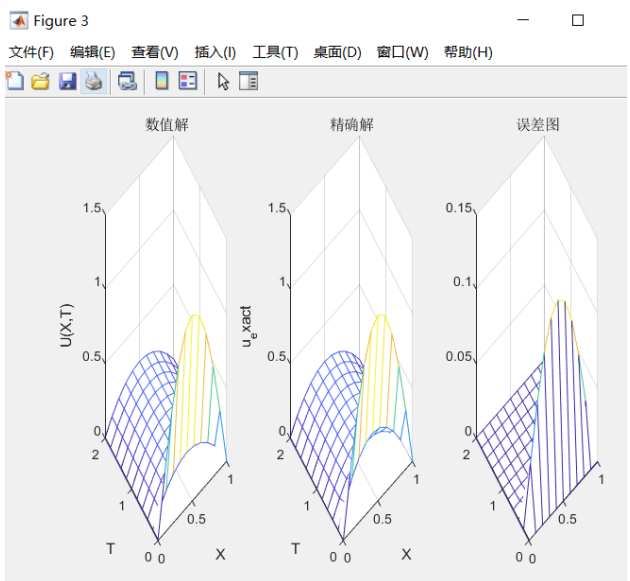 Figure 3
文件(F) 编辑(E) 查看(V) 插入(I) 工具(T) 桌面(D) 窗口(W) 帮助(H)
数值解 精确解 误差图
1.5 1.5 0.15
1 1 0.1
U(X,T) u_exact
0.5 0.5 0.05
0 0 0
2 2 2
1 1 1
1 1 1
0.5 0.5 0.5
T X T X
0 0 0 0 0 0